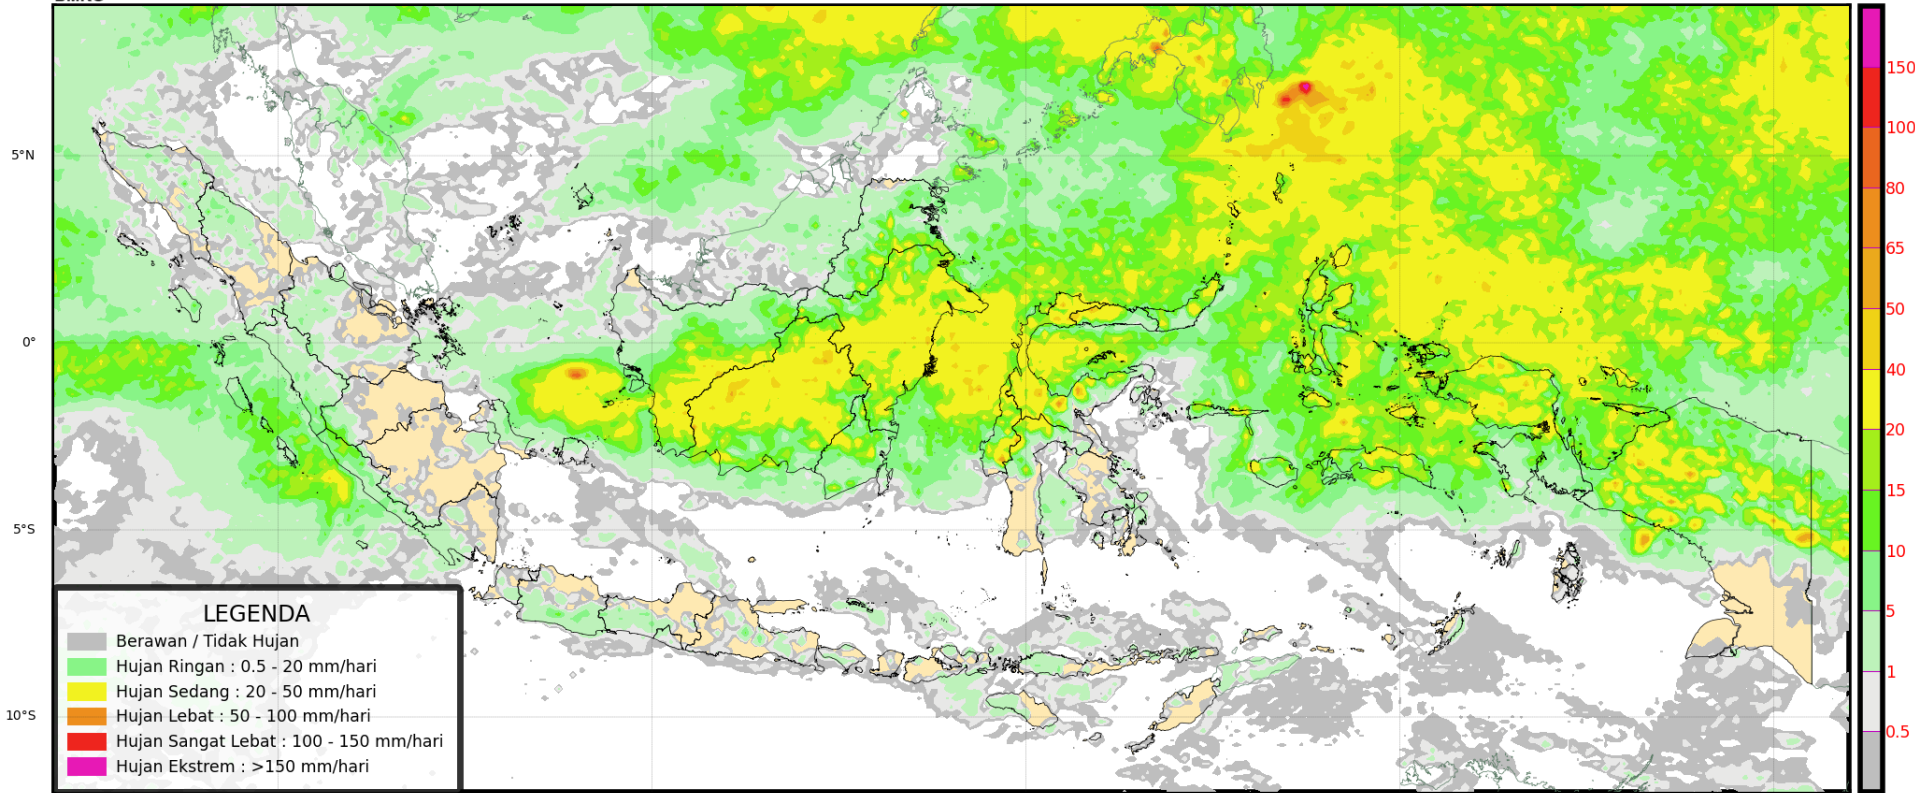 5°N
0°
5°S
10°S
LEGENDA
Berawan / Tidak Hujan
Hujan Ringan : 0.5 - 20 mm/hari
Hujan Sedang : 20 - 50 mm/hari
Hujan Lebat : 50 - 100 mm/hari
Hujan Sangat Lebat : 100 - 150 mm/hari
Hujan Ekstrem : >150 mm/hari
150
100
80
65
50
40
20
15
10
5
1
0.5